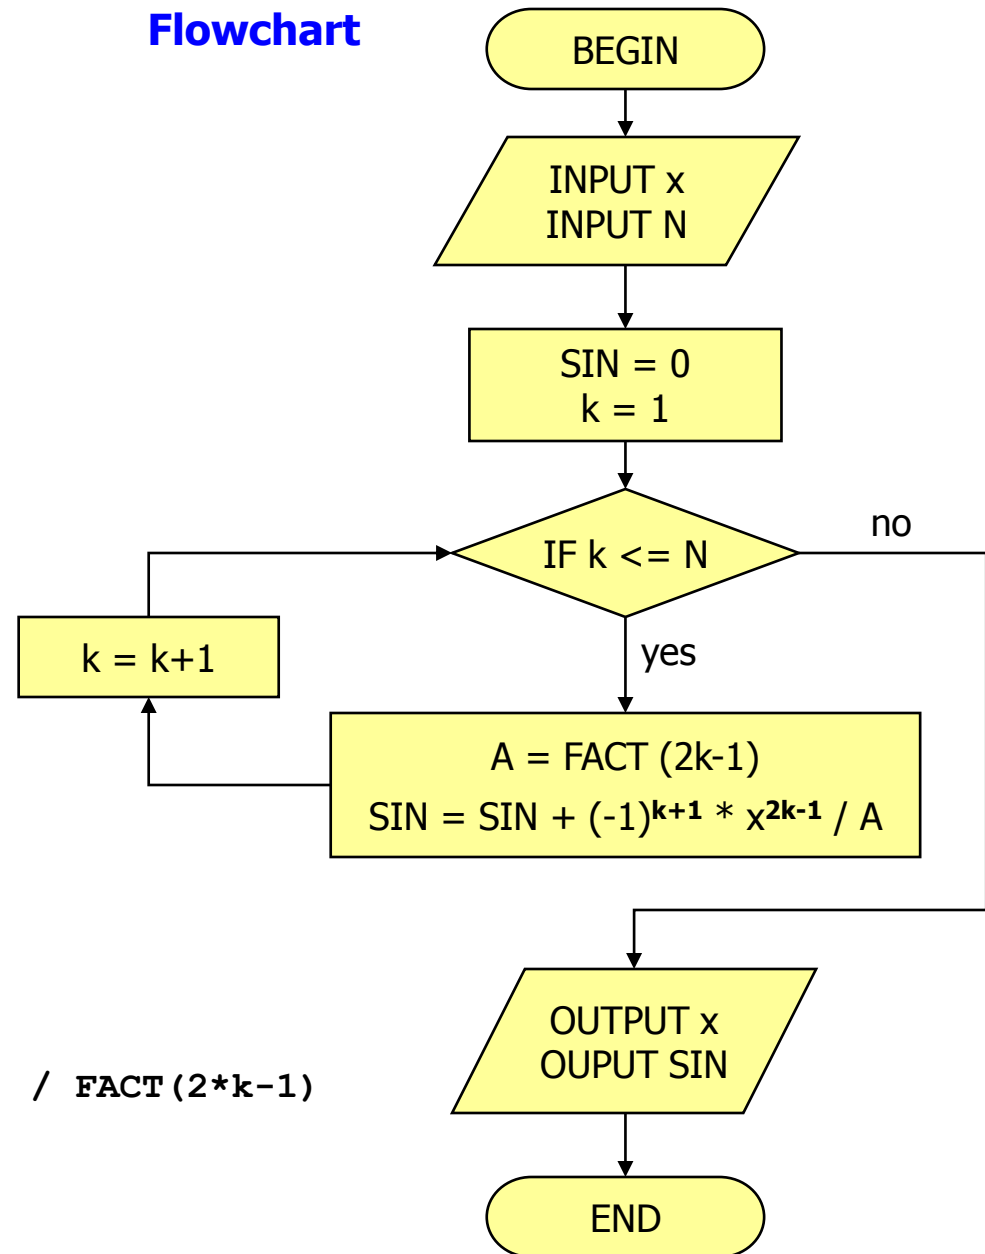 Flowchart
BEGIN
INPUT x
INPUT N
SIN = 0
k = 1
IF k <= N
no
yes
k = k+1
A = FACT (2k-1)
SIN = SIN + (-1)ᵏ⁺¹ * x²ᵏ⁻¹ / A
OUTPUT x
OUPUT SIN
/ FACT(2*k-1)
END